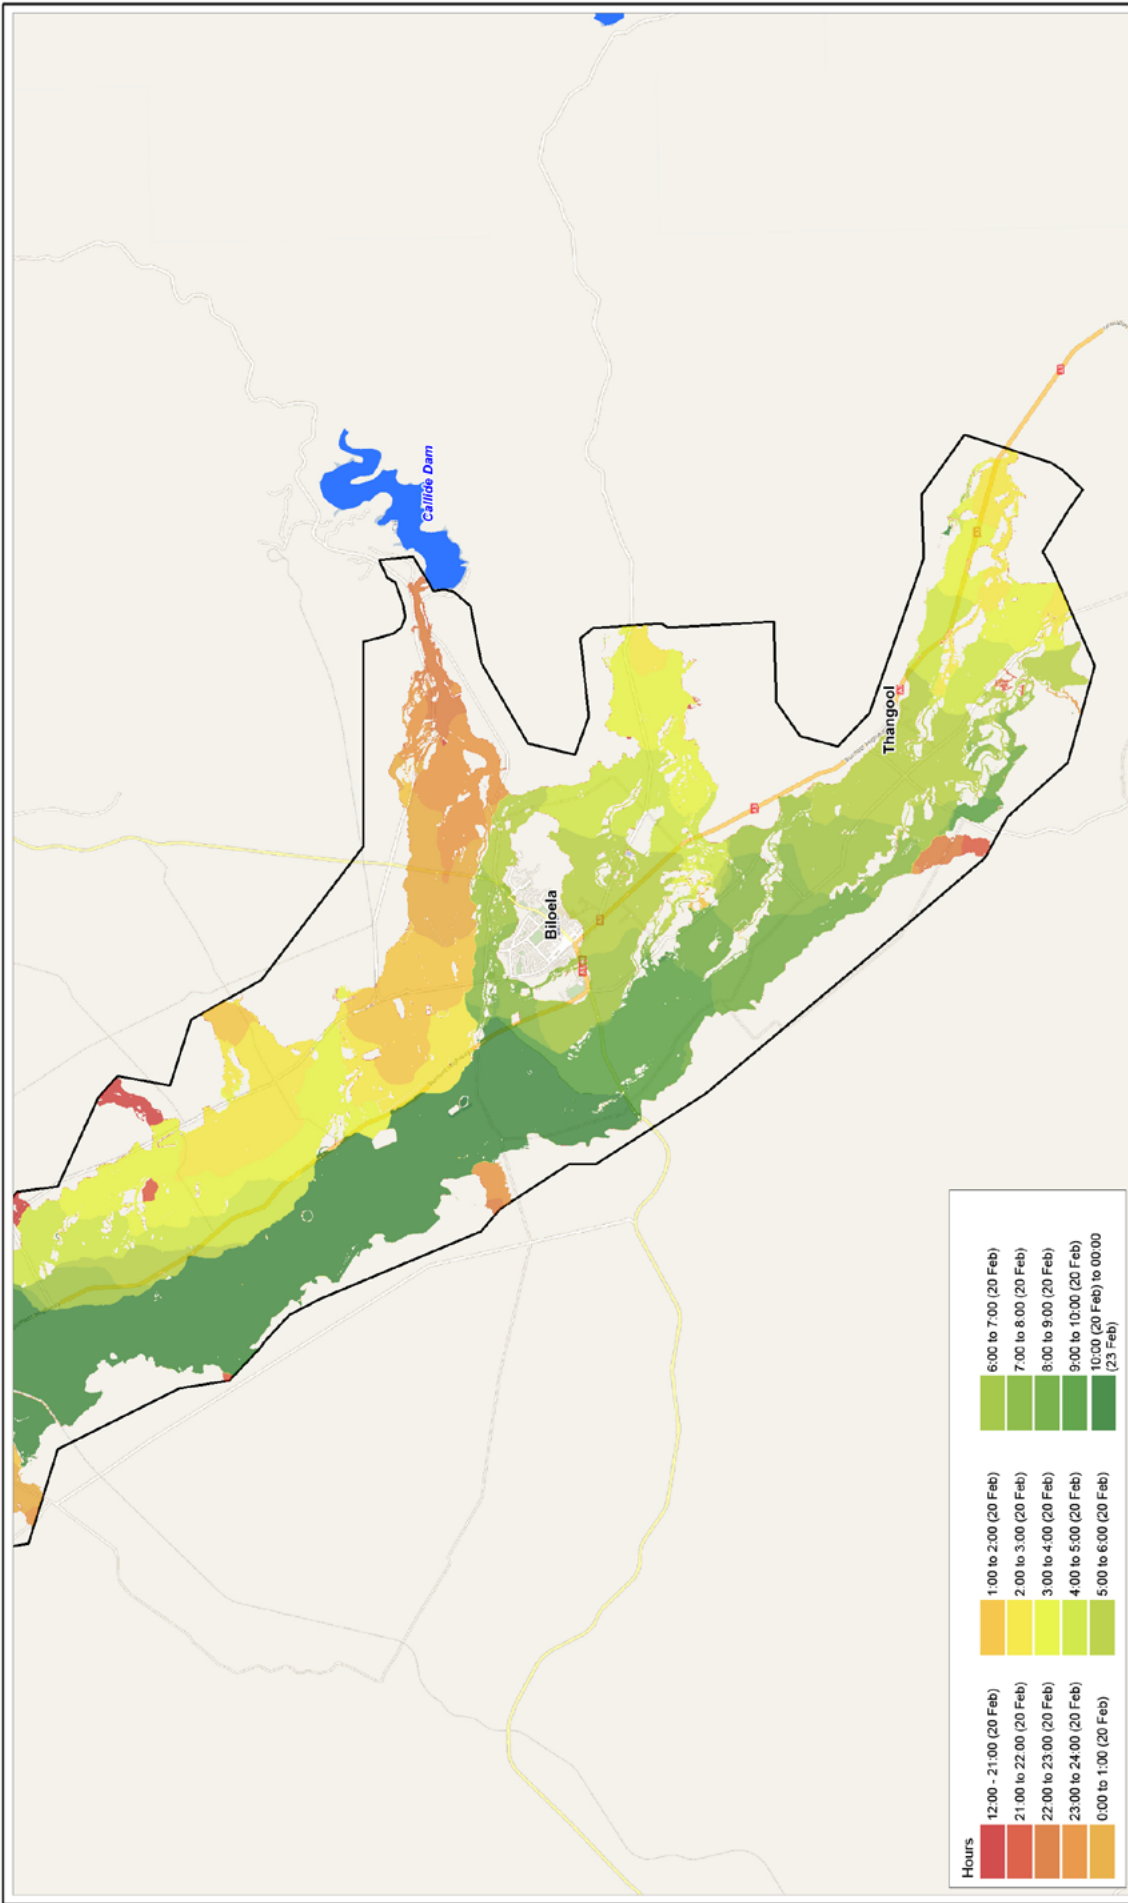 Callide Dam
Biloela
Thangool
Hours
12:00 - 21:00 (20 Feb)
21:00 to 22:00 (20 Feb)
22:00 to 23:00 (20 Feb)
23:00 to 24:00 (20 Feb)
0:00 to 1:00 (20 Feb)
1:00 to 2:00 (20 Feb)
2:00 to 3:00 (20 Feb)
3:00 to 4:00 (20 Feb)
4:00 to 5:00 (20 Feb)
5:00 to 6:00 (20 Feb)
6:00 to 7:00 (20 Feb)
7:00 to 8:00 (20 Feb)
8:00 to 9:00 (20 Feb)
9:00 to 10:00 (20 Feb)
10:00 (20 Feb) to 00:00
(23 Feb)